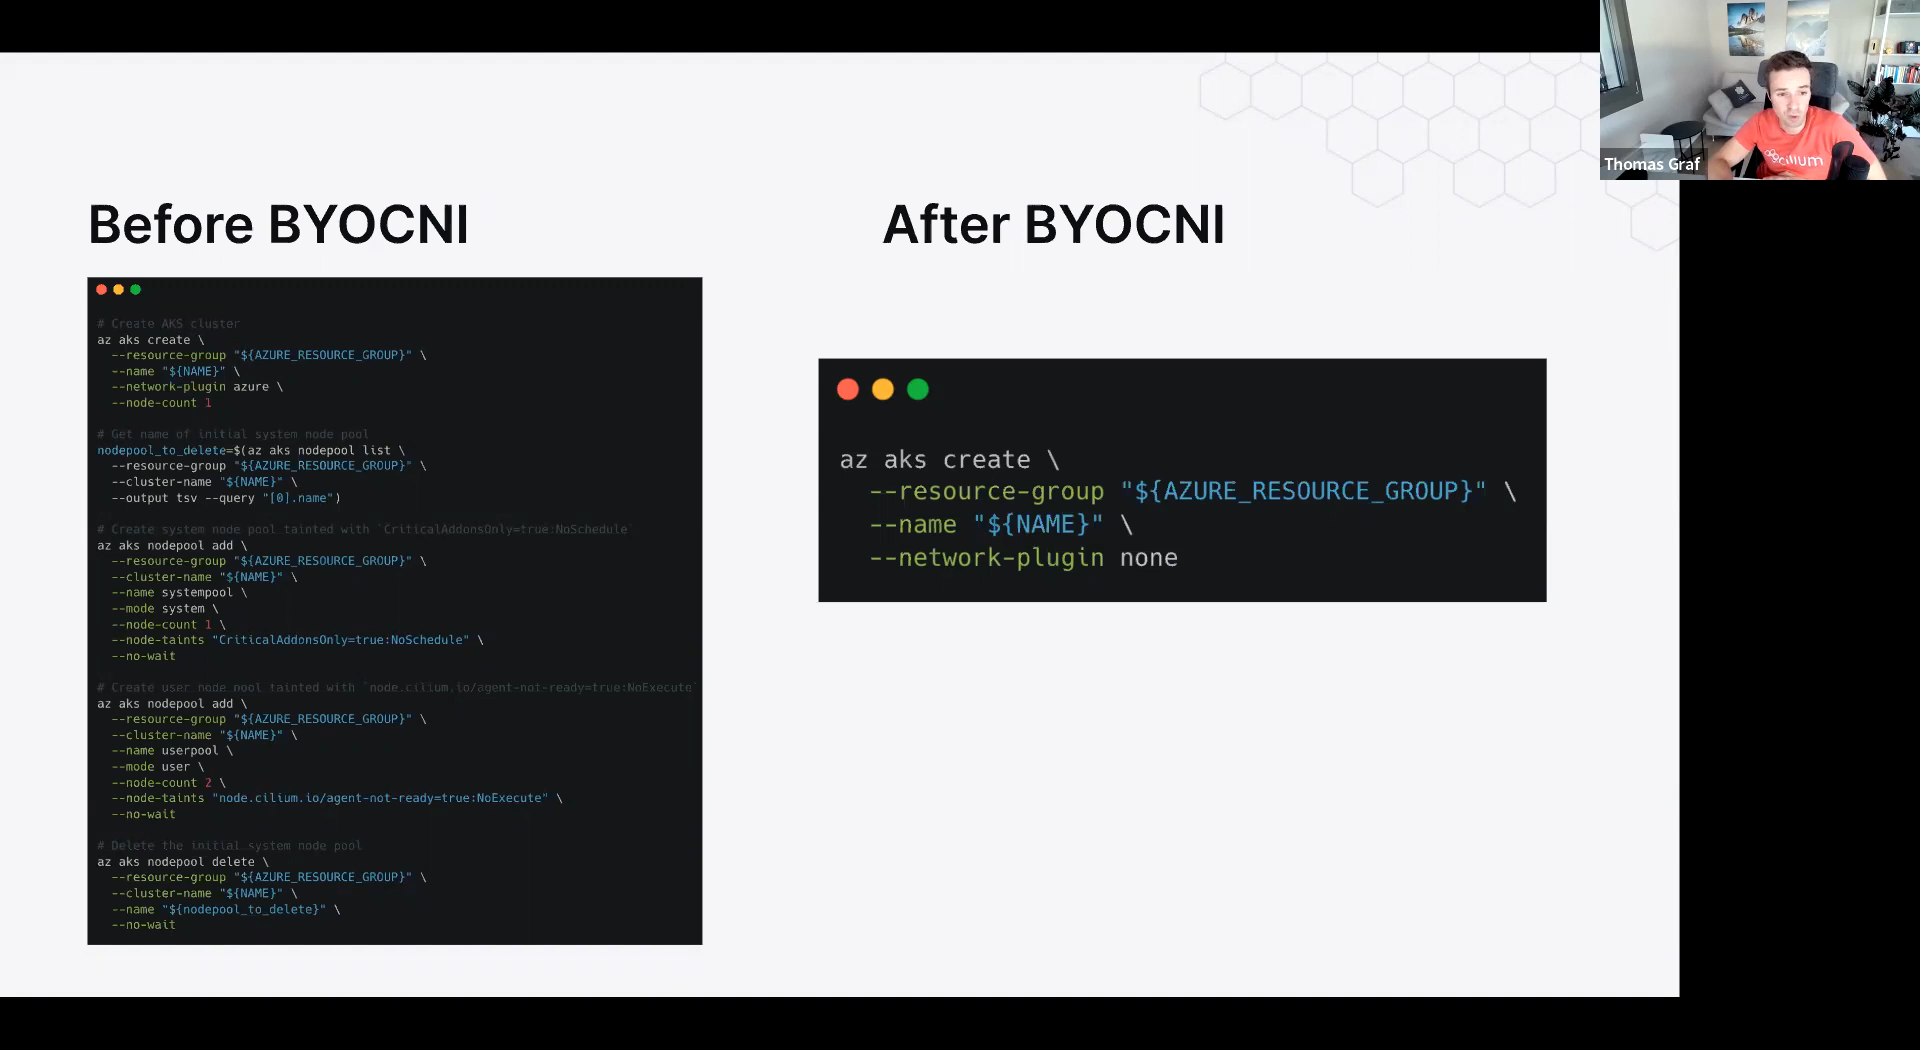 Thomas Graf
cilium
Before BYOCNI
# Create AKS cluster
az aks create \
--resource-group "${AZURE_RESOURCE_GROUP}" \
--name "${NAME}" \
--network-plugin azure \
--node-count 1
# Get name of initial system node pool
nodepool_to_delete=$(az aks nodepool list \
--resource-group "${AZURE_RESOURCE_GROUP}" \
--cluster-name "${NAME}" \
--output tsv --query "[0].name")
# Create system node pool tainted with `CriticalAddonsOnly=true:NoSchedule`
az aks nodepool add \
--resource-group "${AZURE_RESOURCE_GROUP}" \
--cluster-name "${NAME}" \
--name systempool \
--mode system \
--node-count 1 \
--node-taints "CriticalAddonsOnly=true:NoSchedule" \
--no-wait
# Create user node pool tainted with `node.cilium.io/agent-not-ready=true:NoExecute`
az aks nodepool add \
--resource-group "${AZURE_RESOURCE_GROUP}" \
--cluster-name "${NAME}" \
--name userpool \
--mode user \
--node-count 2 \
--node-taints "node.cilium.io/agent-not-ready=true:NoExecute" \
--no-wait
# Delete the initial system node pool
az aks nodepool delete \
--resource-group "${AZURE_RESOURCE_GROUP}" \
--cluster-name "${NAME}" \
--name "${nodepool_to_delete}" \
--no-wait
After BYOCNI
az aks create \
--resource-group "${AZURE_RESOURCE_GROUP}" \
--name "${NAME}" \
--network-plugin none